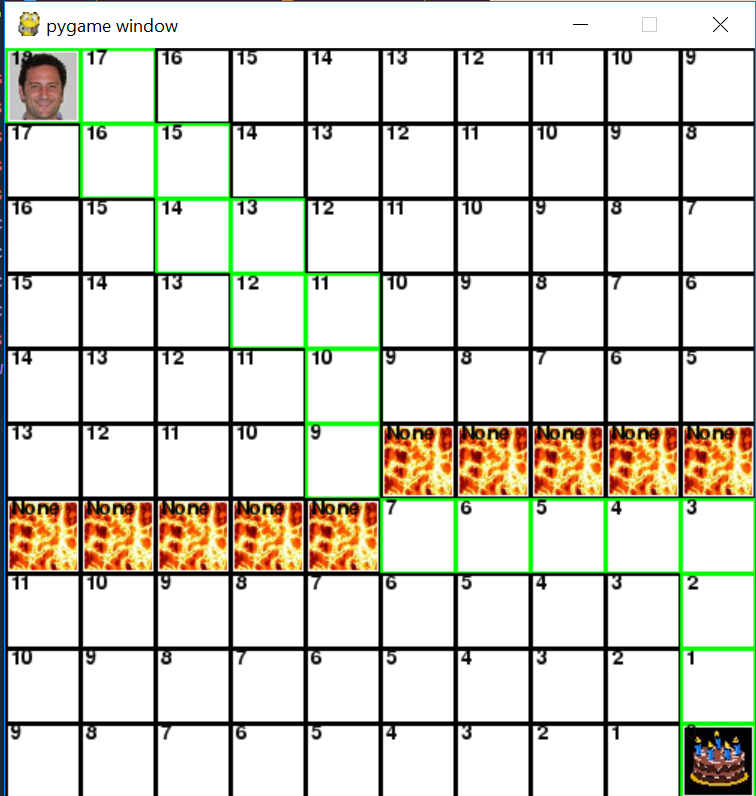 pygame window
18 17 16 15 14 13 12 11 10 9
17 16 15 14 13 12 11 10 9 8
16 15 14 13 12 11 10 9 8 7
15 14 13 12 11 10 9 8 7 6
14 13 12 11 10 9 8 7 6 5
13 12 11 10 9 None None None None None
None None None None None 7 6 5 4 3
11 10 9 8 7 6 5 4 3 2
10 9 8 7 6 5 4 3 2 1
9 8 7 6 5 4 3 2 1